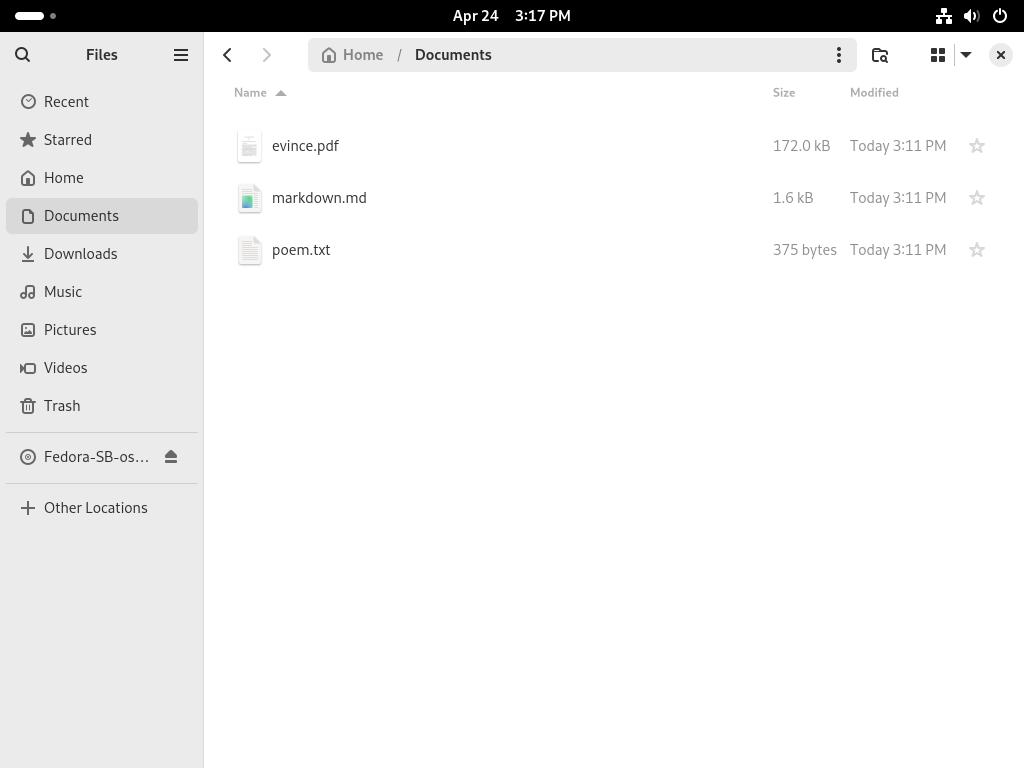 Apr 24 3:17 PM
Files
Home / Documents
Name Size Modified
Recent
Starred
Home
Documents
Downloads
Music
Pictures
Videos
Trash
Fedora-SB-os…
Other Locations
evince.pdf 172.0 kB Today 3:11 PM
markdown.md 1.6 kB Today 3:11 PM
poem.txt 375 bytes Today 3:11 PM